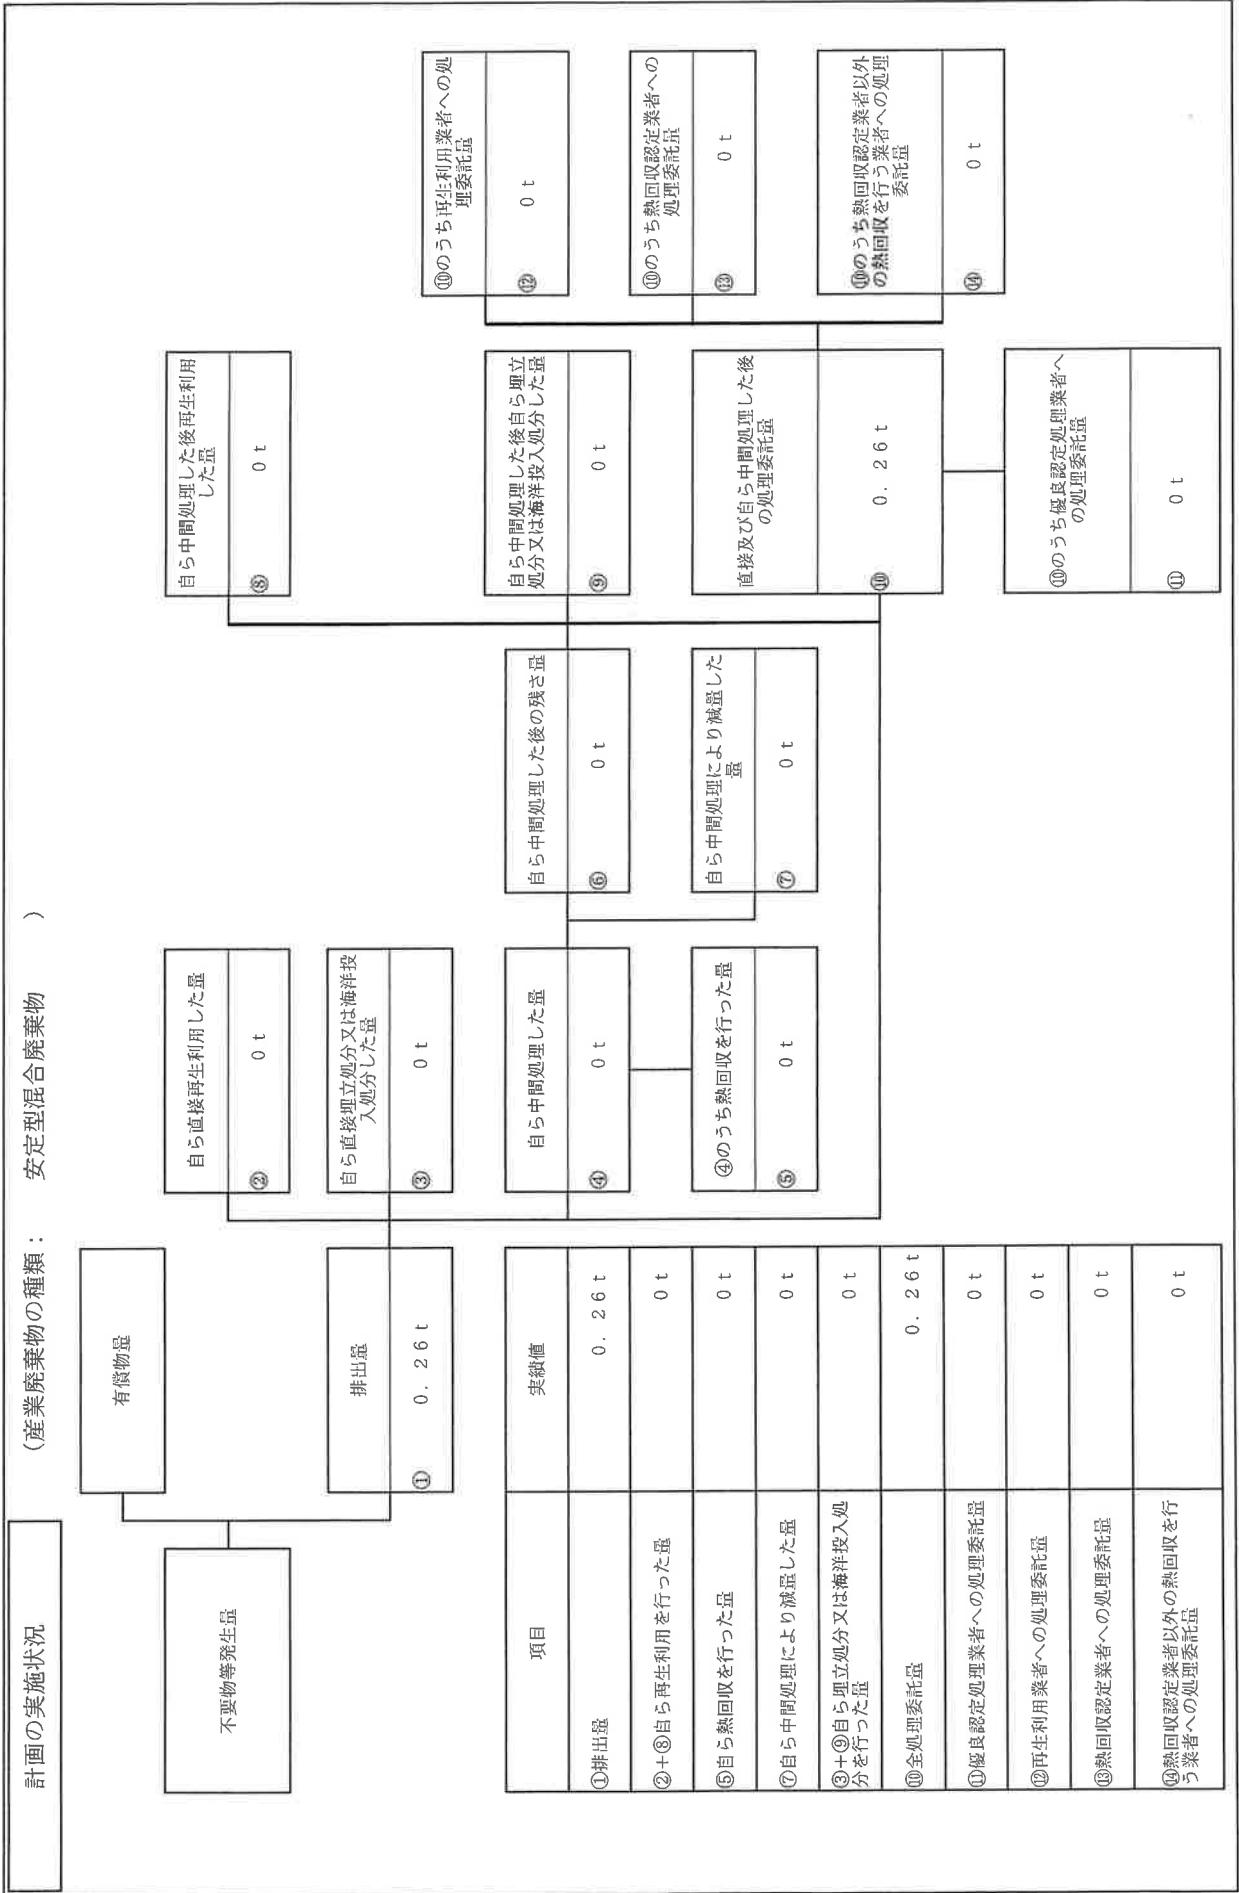 計画の実施状況
(産業廃棄物の種類： 安定型混合廃棄物 )
不要物等発生量
有償物量
排出量
① 0．26t
自ら直接再生利用した量
② 0t
自ら直接埋立処分又は海洋投
入処分した量
③ 0t
自ら中間処理した量
④ 0t
④のうち熱回収を行った量
⑤ 0t
自ら中間処理した後の残さ量
⑥ 0t
自ら中間処理により減量した
量
⑦ 0t
自ら中間処理した後再生利用
した量
⑧ 0t
自ら中間処理した後自ら埋立
処分又は海洋投入処分した量
⑨ 0t
直接及び自ら中間処理した後
の処理委託量
⑩ 0．26t
⑩のうち優良認定処理業者へ
の処理委託量
⑪ 0t
⑩のうち再生利用業者への処
理委託量
⑫ 0t
⑩のうち熱回収認定業者への
処理委託量
⑬ 0t
⑩のうち熱回収認定業者以外
の熱回収を行う業者への処理
委託量
⑭ 0t
項目 実績値
①排出量 0．26t
②＋⑧自ら再生利用を行った量 0t
⑤自ら熱回収を行った量 0t
⑦自ら中間処理により減量した量 0t
③＋⑨自ら埋立処分又は海洋投入処
分を行った量 0t
⑩全処理委託量 0．26t
⑪優良認定処理業者への処理委託量 0t
⑫再生利用業者への処理委託量 0t
⑬熱回収認定業者への処理委託量 0t
⑭熱回収認定業者以外の熱回収を行
う業者への処理委託量 0t